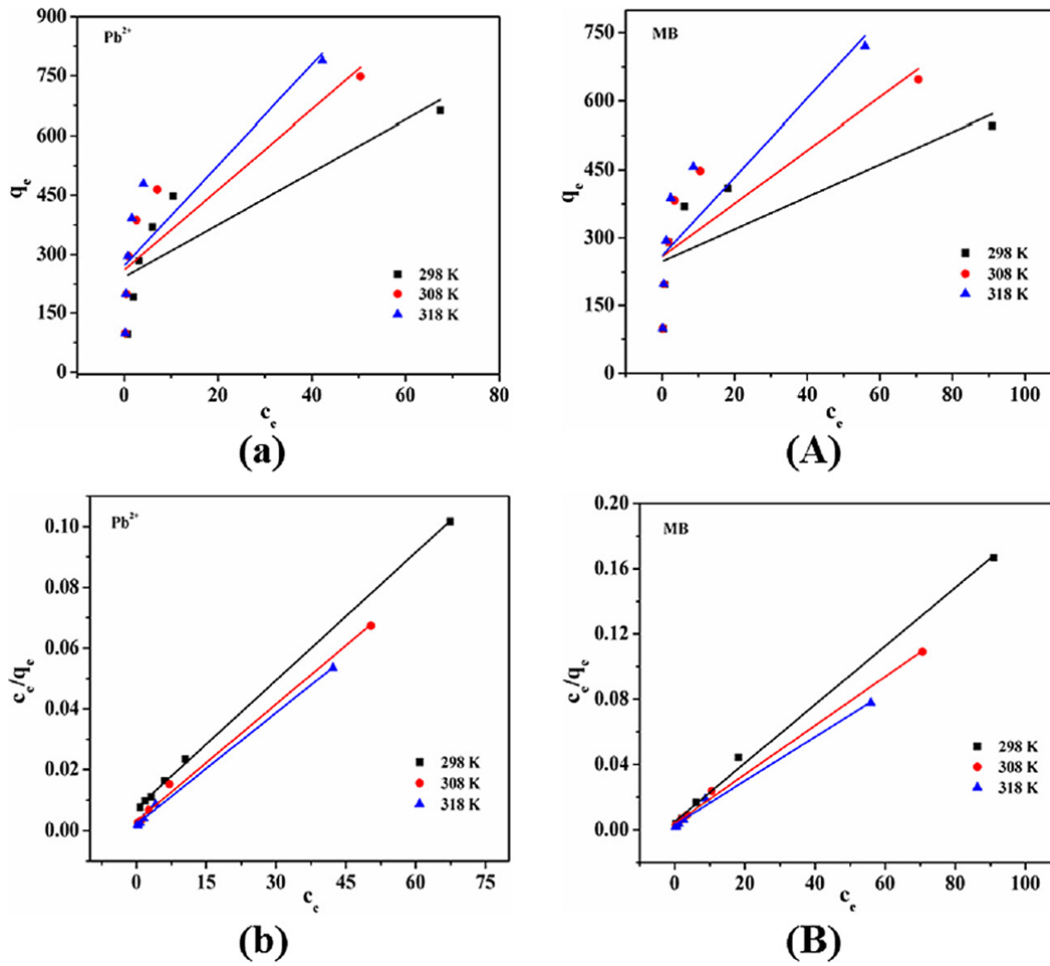 Pb²⁺
900
750
600
450
300
150
0
qₑ
298 K
308 K
318 K
0 20 40 60 80
cₑ
(a)
MB
750
600
450
300
150
0
qₑ
298 K
308 K
318 K
0 20 40 60 80 100
cₑ
(A)
Pb²⁺
0.10
0.08
0.06
0.04
0.02
0.00
cₑ/qₑ
298 K
308 K
318 K
0 15 30 45 60 75
cₑ
(b)
MB
0.20
0.16
0.12
0.08
0.04
0.00
cₑ/qₑ
298 K
308 K
318 K
0 20 40 60 80 100
cₑ
(B)